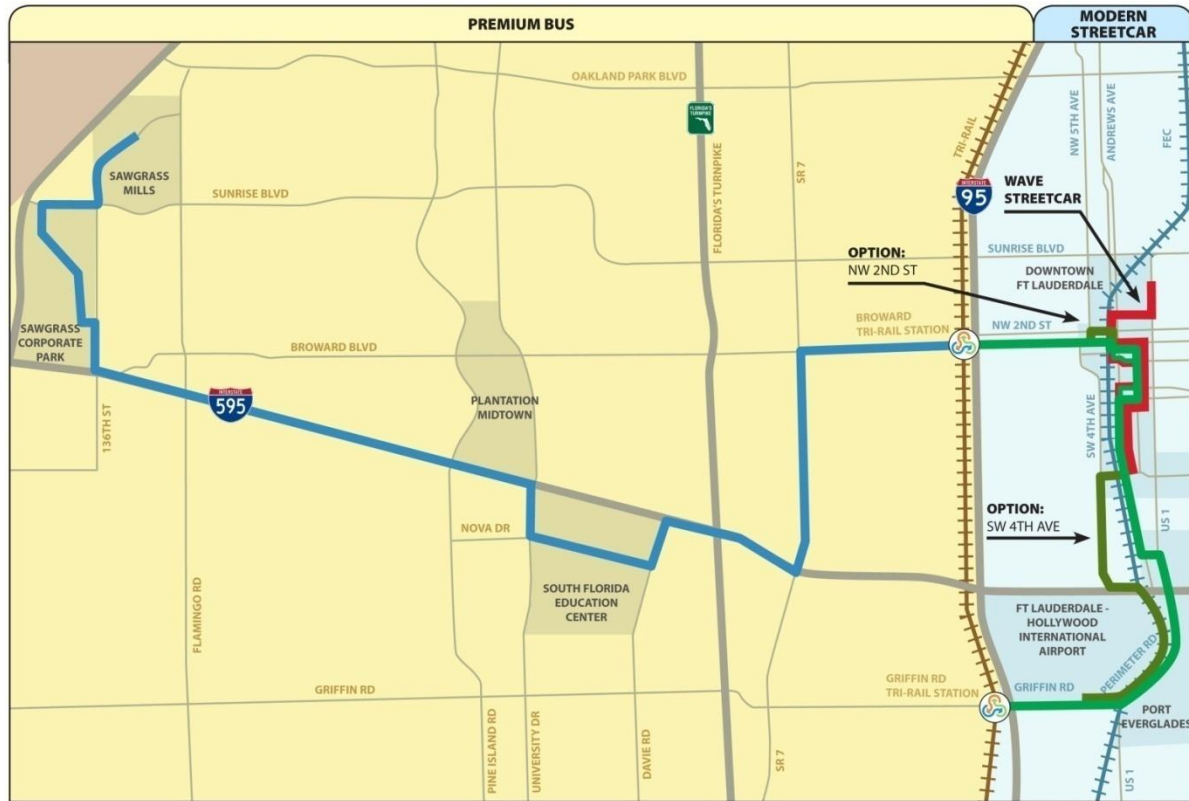 PREMIUM BUS
MODERN
STREETCAR
OAKLAND PARK BLVD
FLORIDA'S TURNPIKE
TRI-RAIL
NW 5TH AVE
ANDREWS AVE
FEC
SAWGRASS
MILLS
SUNRISE BLVD
FLORIDA'S TURNPIKE
SR 7
INTERSTATE
95
WAVE
STREETCAR
SUNRISE BLVD
OPTION:
NW 2ND ST
DOWNTOWN
FT LAUDERDALE
SAWGRASS
CORPORATE
PARK
BROWARD BLVD
BROWARD
TRI-RAIL STATION
NW 2ND ST
INTERSTATE
595
136TH ST
PLANTATION
MIDTOWN
SW 4TH AVE
NOVA DR
OPTION:
SW 4TH AVE
US 1
FLAMINGO RD
SOUTH FLORIDA
EDUCATION
CENTER
FT LAUDERDALE -
HOLLYWOOD
INTERNATIONAL
AIRPORT
PERIMETER RD
GRIFFIN RD
GRIFFIN RD
TRI-RAIL STATION
GRIFFIN RD
PORT
EVERGLADES
PINE ISLAND RD
UNIVERSITY DR
DAVIE RD
SR 7
US 1